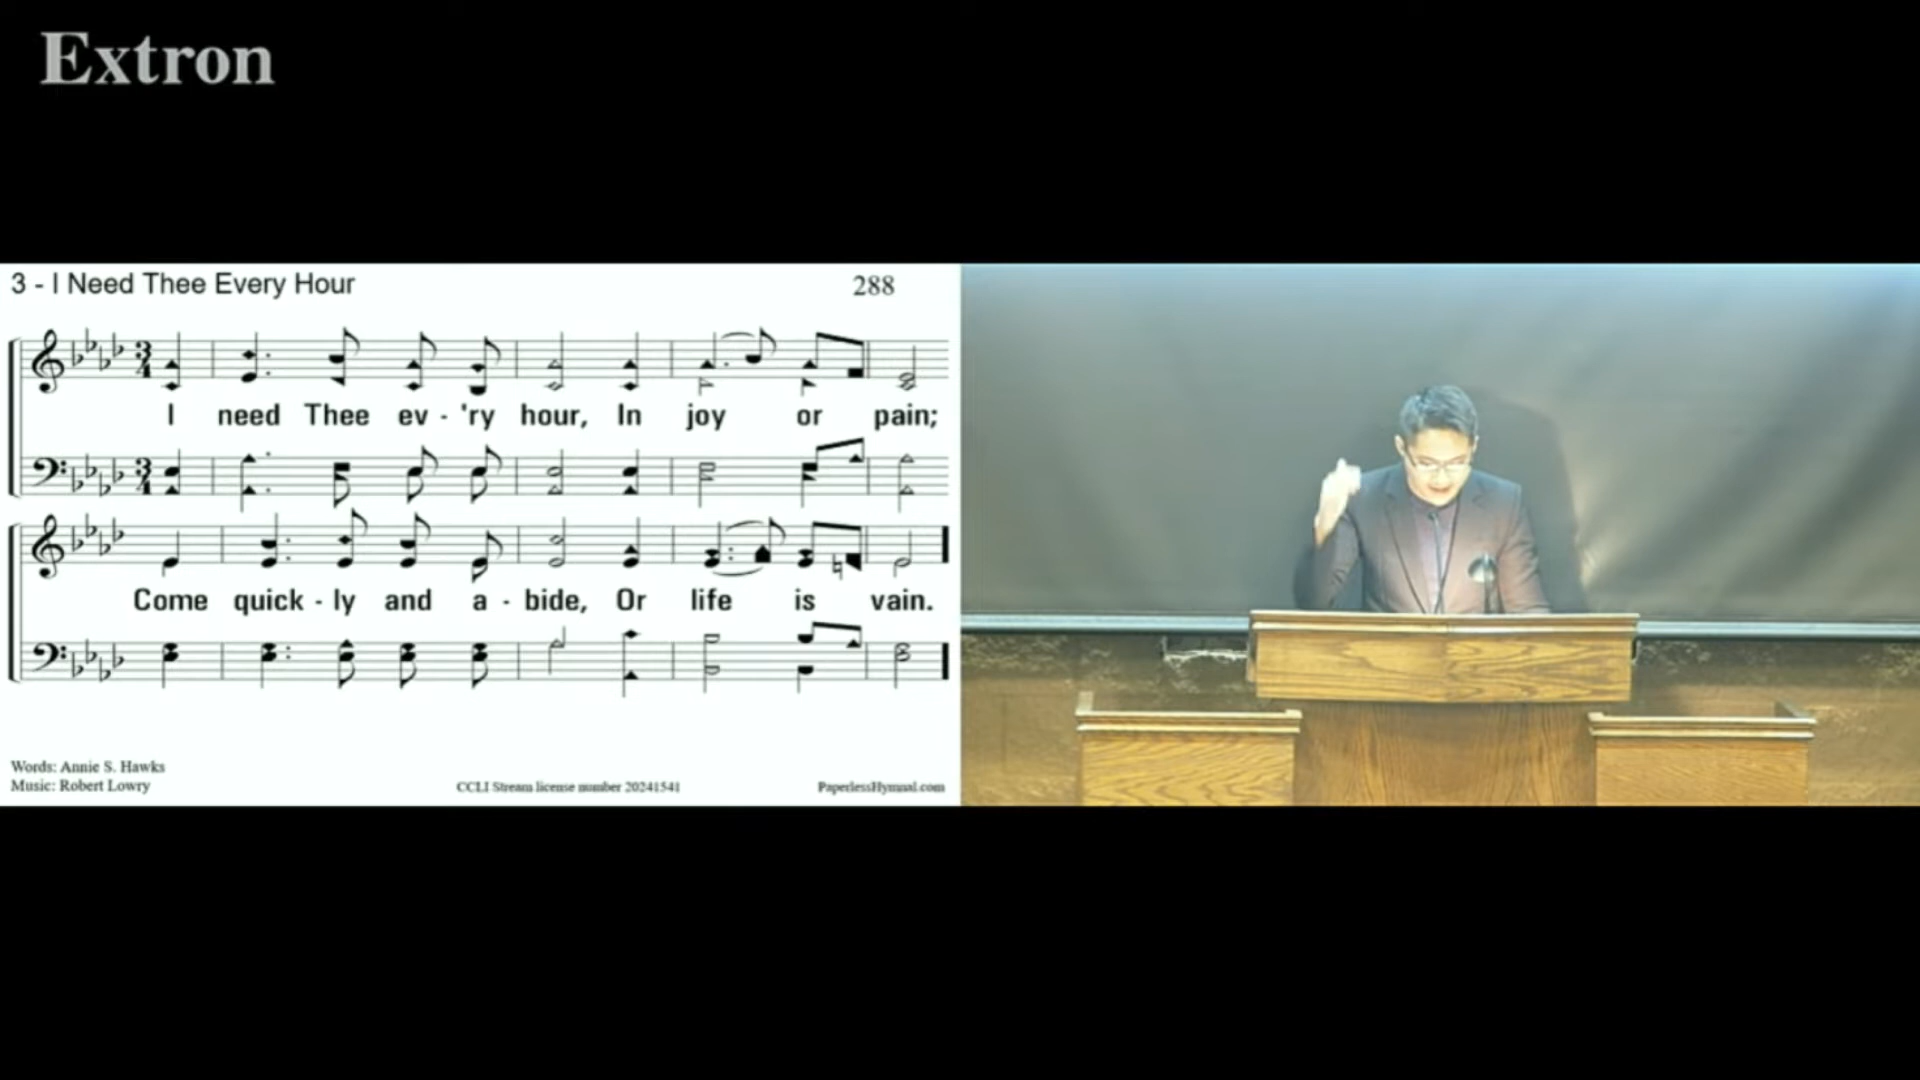 Extron
3 - I Need Thee Every Hour 288
I need Thee ev - 'ry hour, In joy or pain;
Come quick - ly and a - bide, Or life is vain.
Words: Annie S. Hawks
Music: Robert Lowry
CCLI Stream license number 20241541
PaperlessHymnal.com